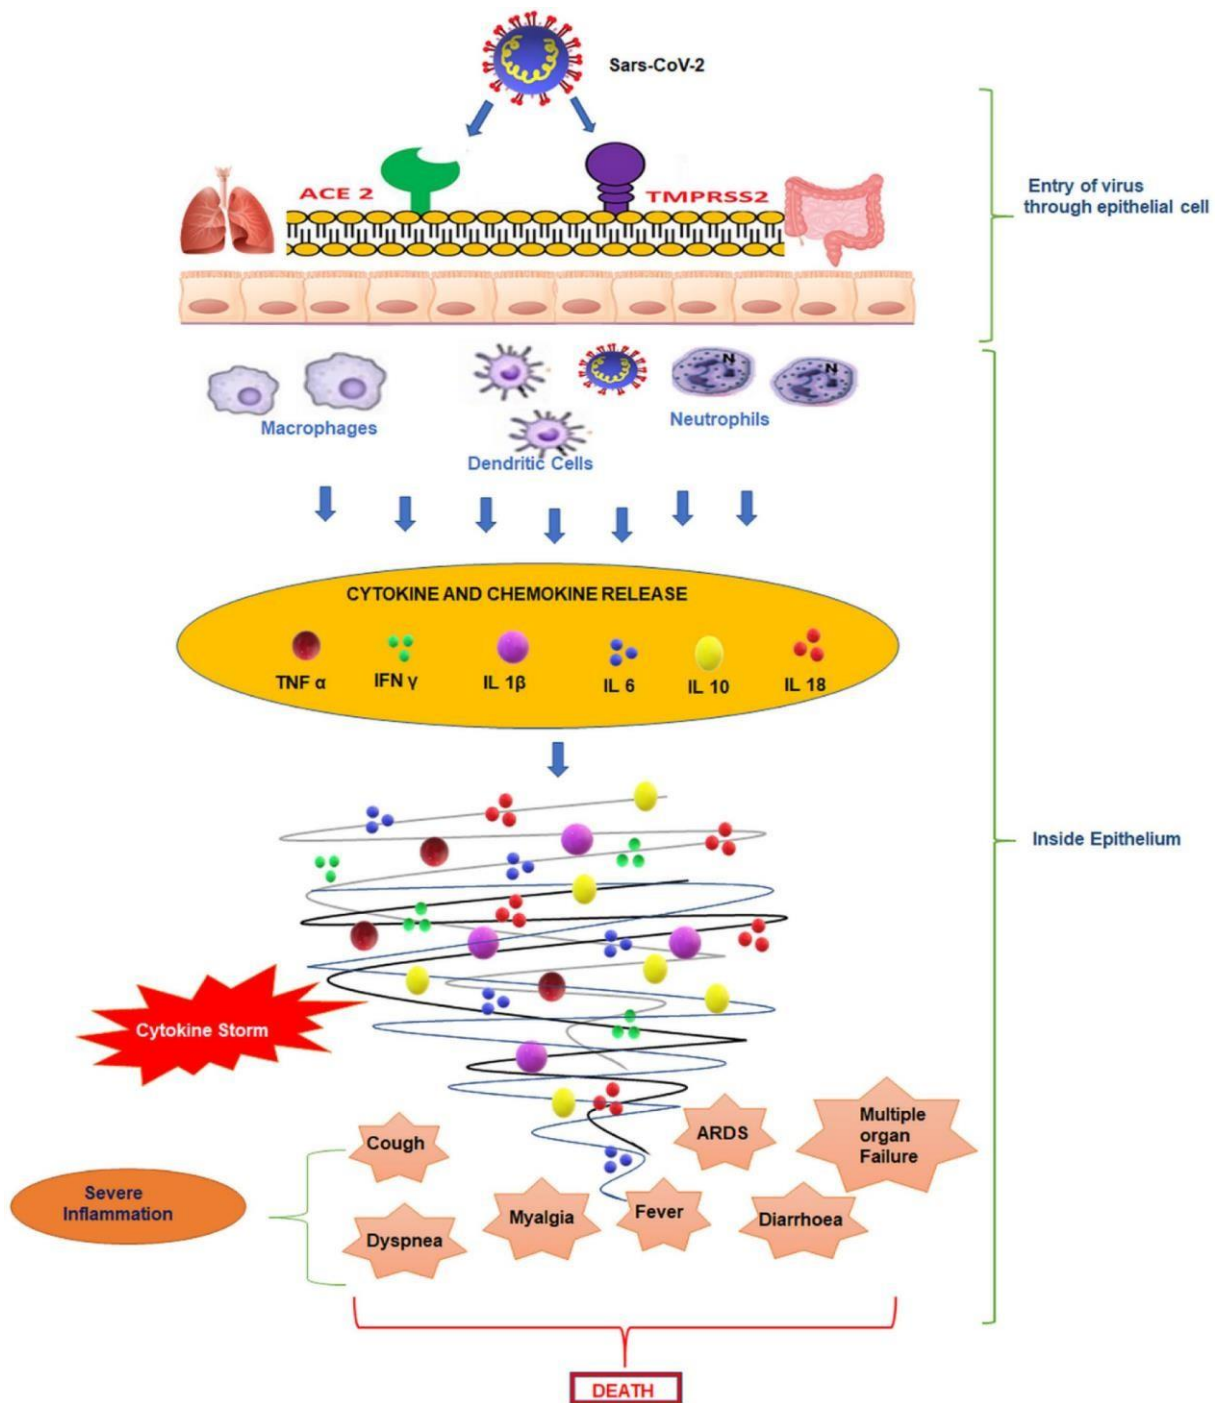 Sars-CoV-2
ACE 2
TMPRSS2
Entry of virus
through epithelial cell
N
N
Macrophages
Neutrophils
Dendritic Cells
CYTOKINE AND CHEMOKINE RELEASE
TNF α
IFN γ
IL 1β
IL 6
IL 10
IL 18
Inside Epithelium
Cytokine Storm
Cough
ARDS
Multiple
organ
Failure
Severe
Inflammation
Dyspnea
Myalgia
Fever
Diarrhoea
DEATH